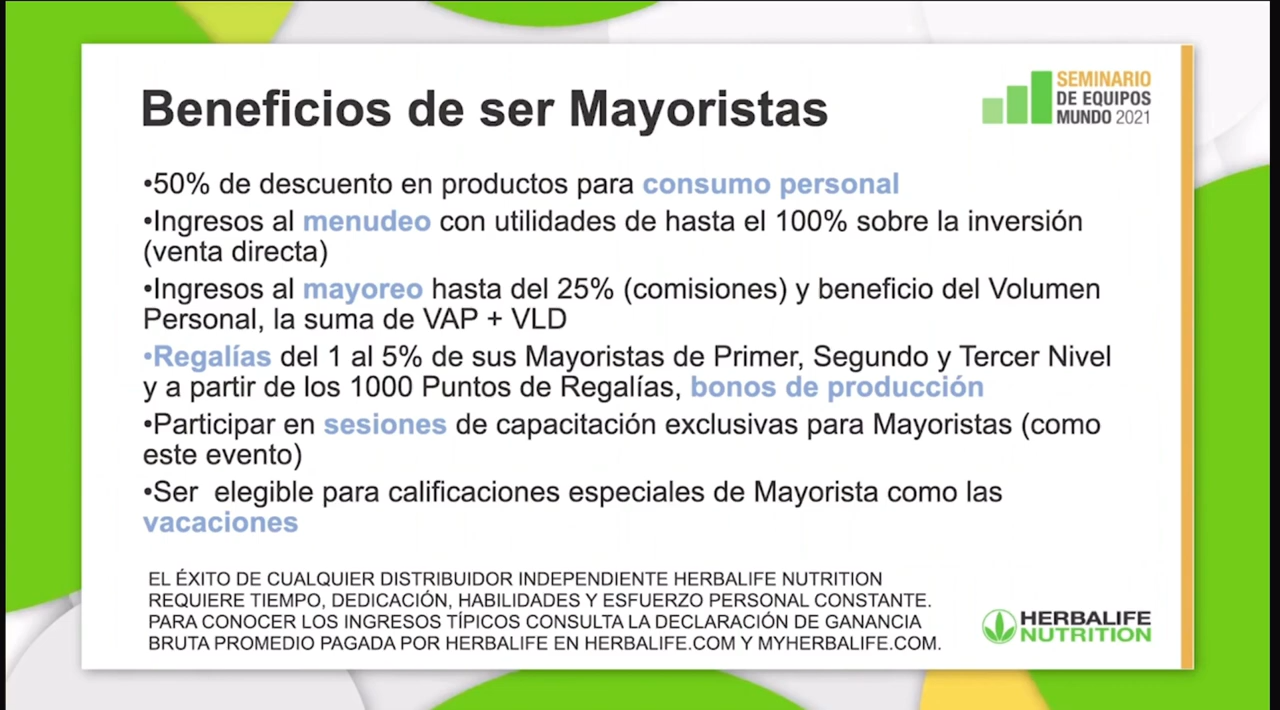 Beneficios de ser Mayoristas
SEMINARIO
DE EQUIPOS
MUNDO 2021
•50% de descuento en productos para consumo personal
•Ingresos al menudeo con utilidades de hasta el 100% sobre la inversión
(venta directa)
•Ingresos al mayoreo hasta del 25% (comisiones) y beneficio del Volumen
Personal, la suma de VAP + VLD
•Regalías del 1 al 5% de sus Mayoristas de Primer, Segundo y Tercer Nivel
y a partir de los 1000 Puntos de Regalías, bonos de producción
•Participar en sesiones de capacitación exclusivas para Mayoristas (como
este evento)
•Ser  elegible para calificaciones especiales de Mayorista como las
vacaciones
EL ÉXITO DE CUALQUIER DISTRIBUIDOR INDEPENDIENTE HERBALIFE NUTRITION
REQUIERE TIEMPO, DEDICACIÓN, HABILIDADES Y ESFUERZO PERSONAL CONSTANTE.
PARA CONOCER LOS INGRESOS TÍPICOS CONSULTA LA DECLARACIÓN DE GANANCIA
BRUTA PROMEDIO PAGADA POR HERBALIFE EN HERBALIFE.COM Y MYHERBALIFE.COM.
HERBALIFE
NUTRITION